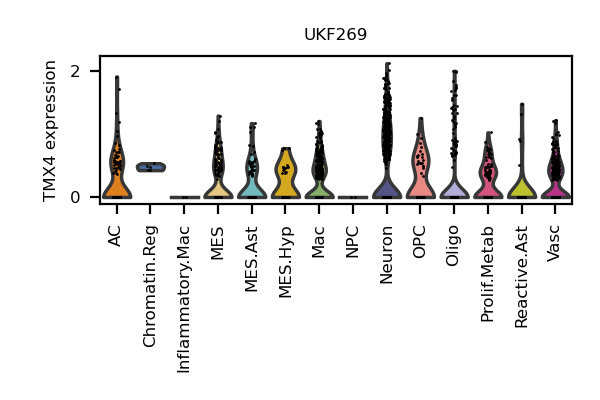 UKF269
TMX4 expression
2
0
AC
Chromatin.Reg
Inflammatory.Mac
MES
MES.Ast
MES.Hyp
Mac
NPC
Neuron
OPC
Oligo
Prolif.Metab
Reactive.Ast
Vasc